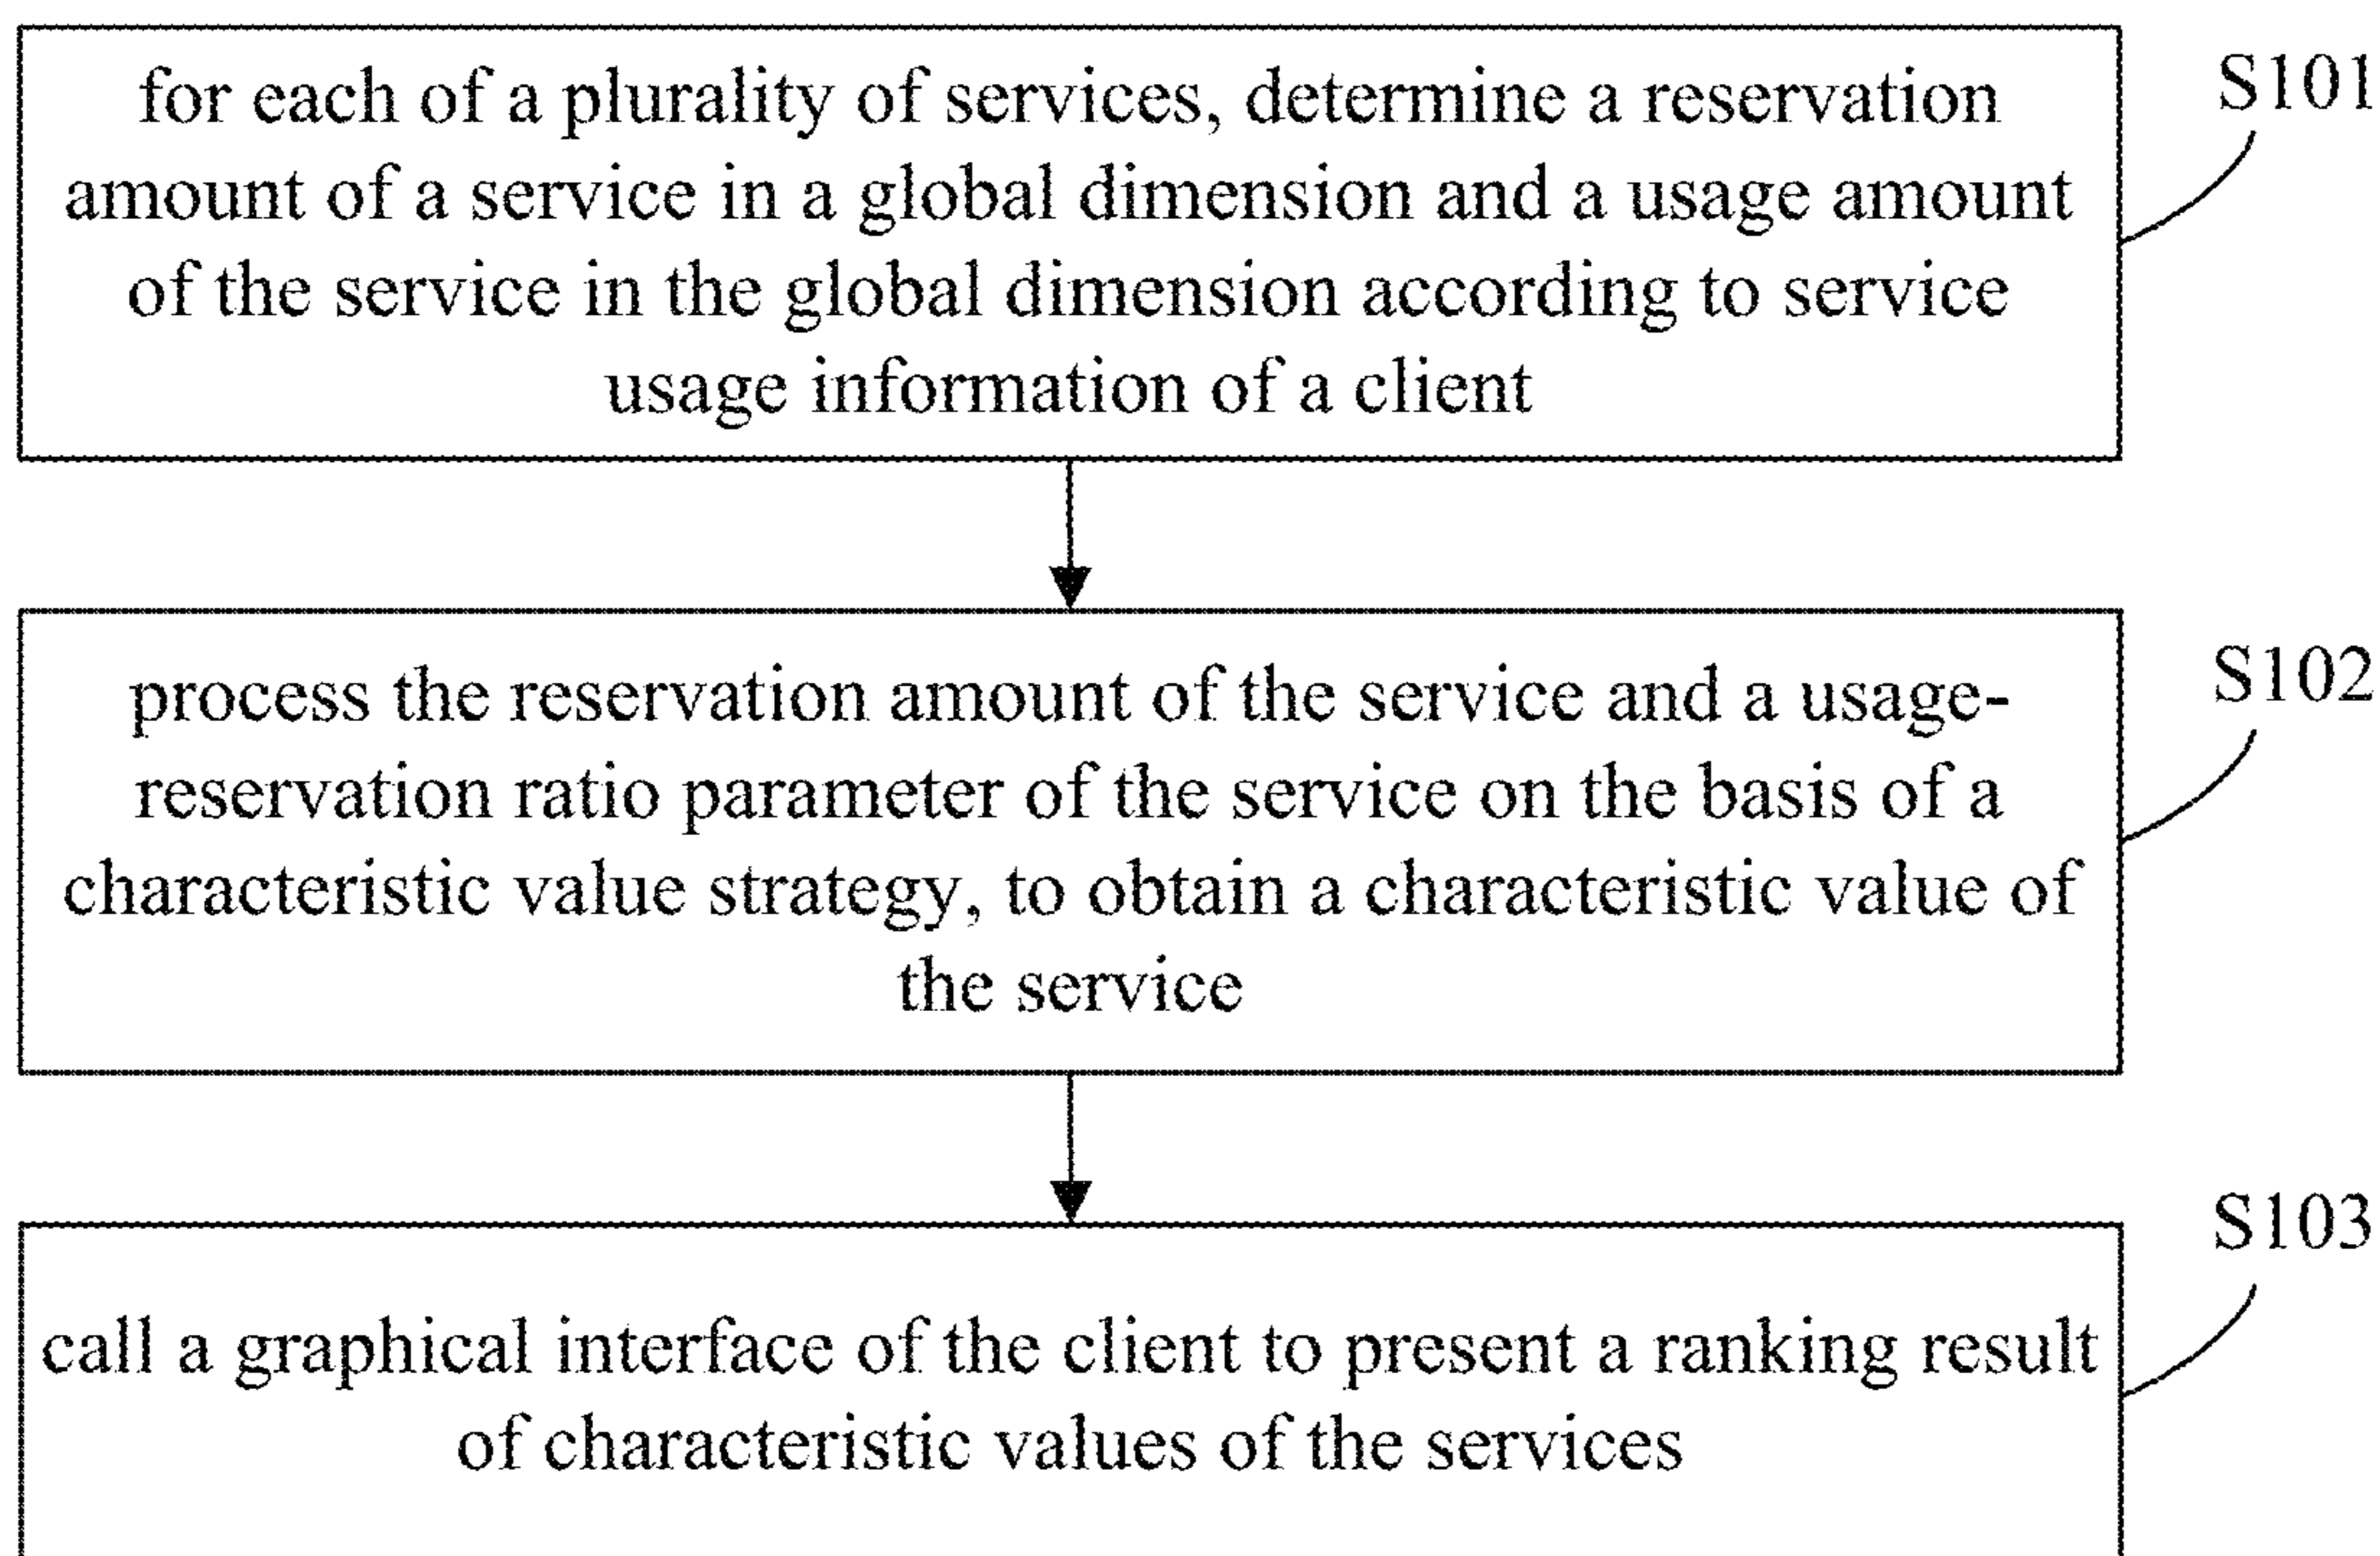 for each of a plurality of services, determine a reservation
amount of a service in a global dimension and a usage amount
of the service in the global dimension according to service
usage information of a client
S101
process the reservation amount of the service and a usage-
reservation ratio parameter of the service on the basis of a
characteristic value strategy, to obtain a characteristic value of
the service
S102
call a graphical interface of the client to present a ranking result
of characteristic values of the services
S103